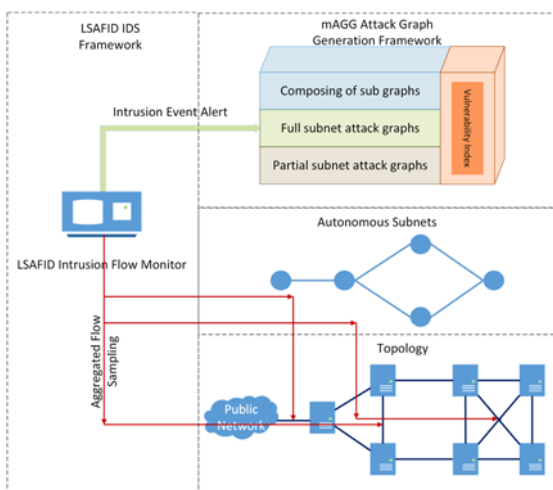 LSAFID IDS
Framework
mAGG Attack Graph
Generation Framework
Intrusion Event Alert
Composing of sub graphs
Full subnet attack graphs
Partial subnet attack graphs
Vulnerability Index
LSAFID Intrusion Flow Monitor
Autonomous Subnets
Aggregated Flow
Sampling
Topology
Public
Network